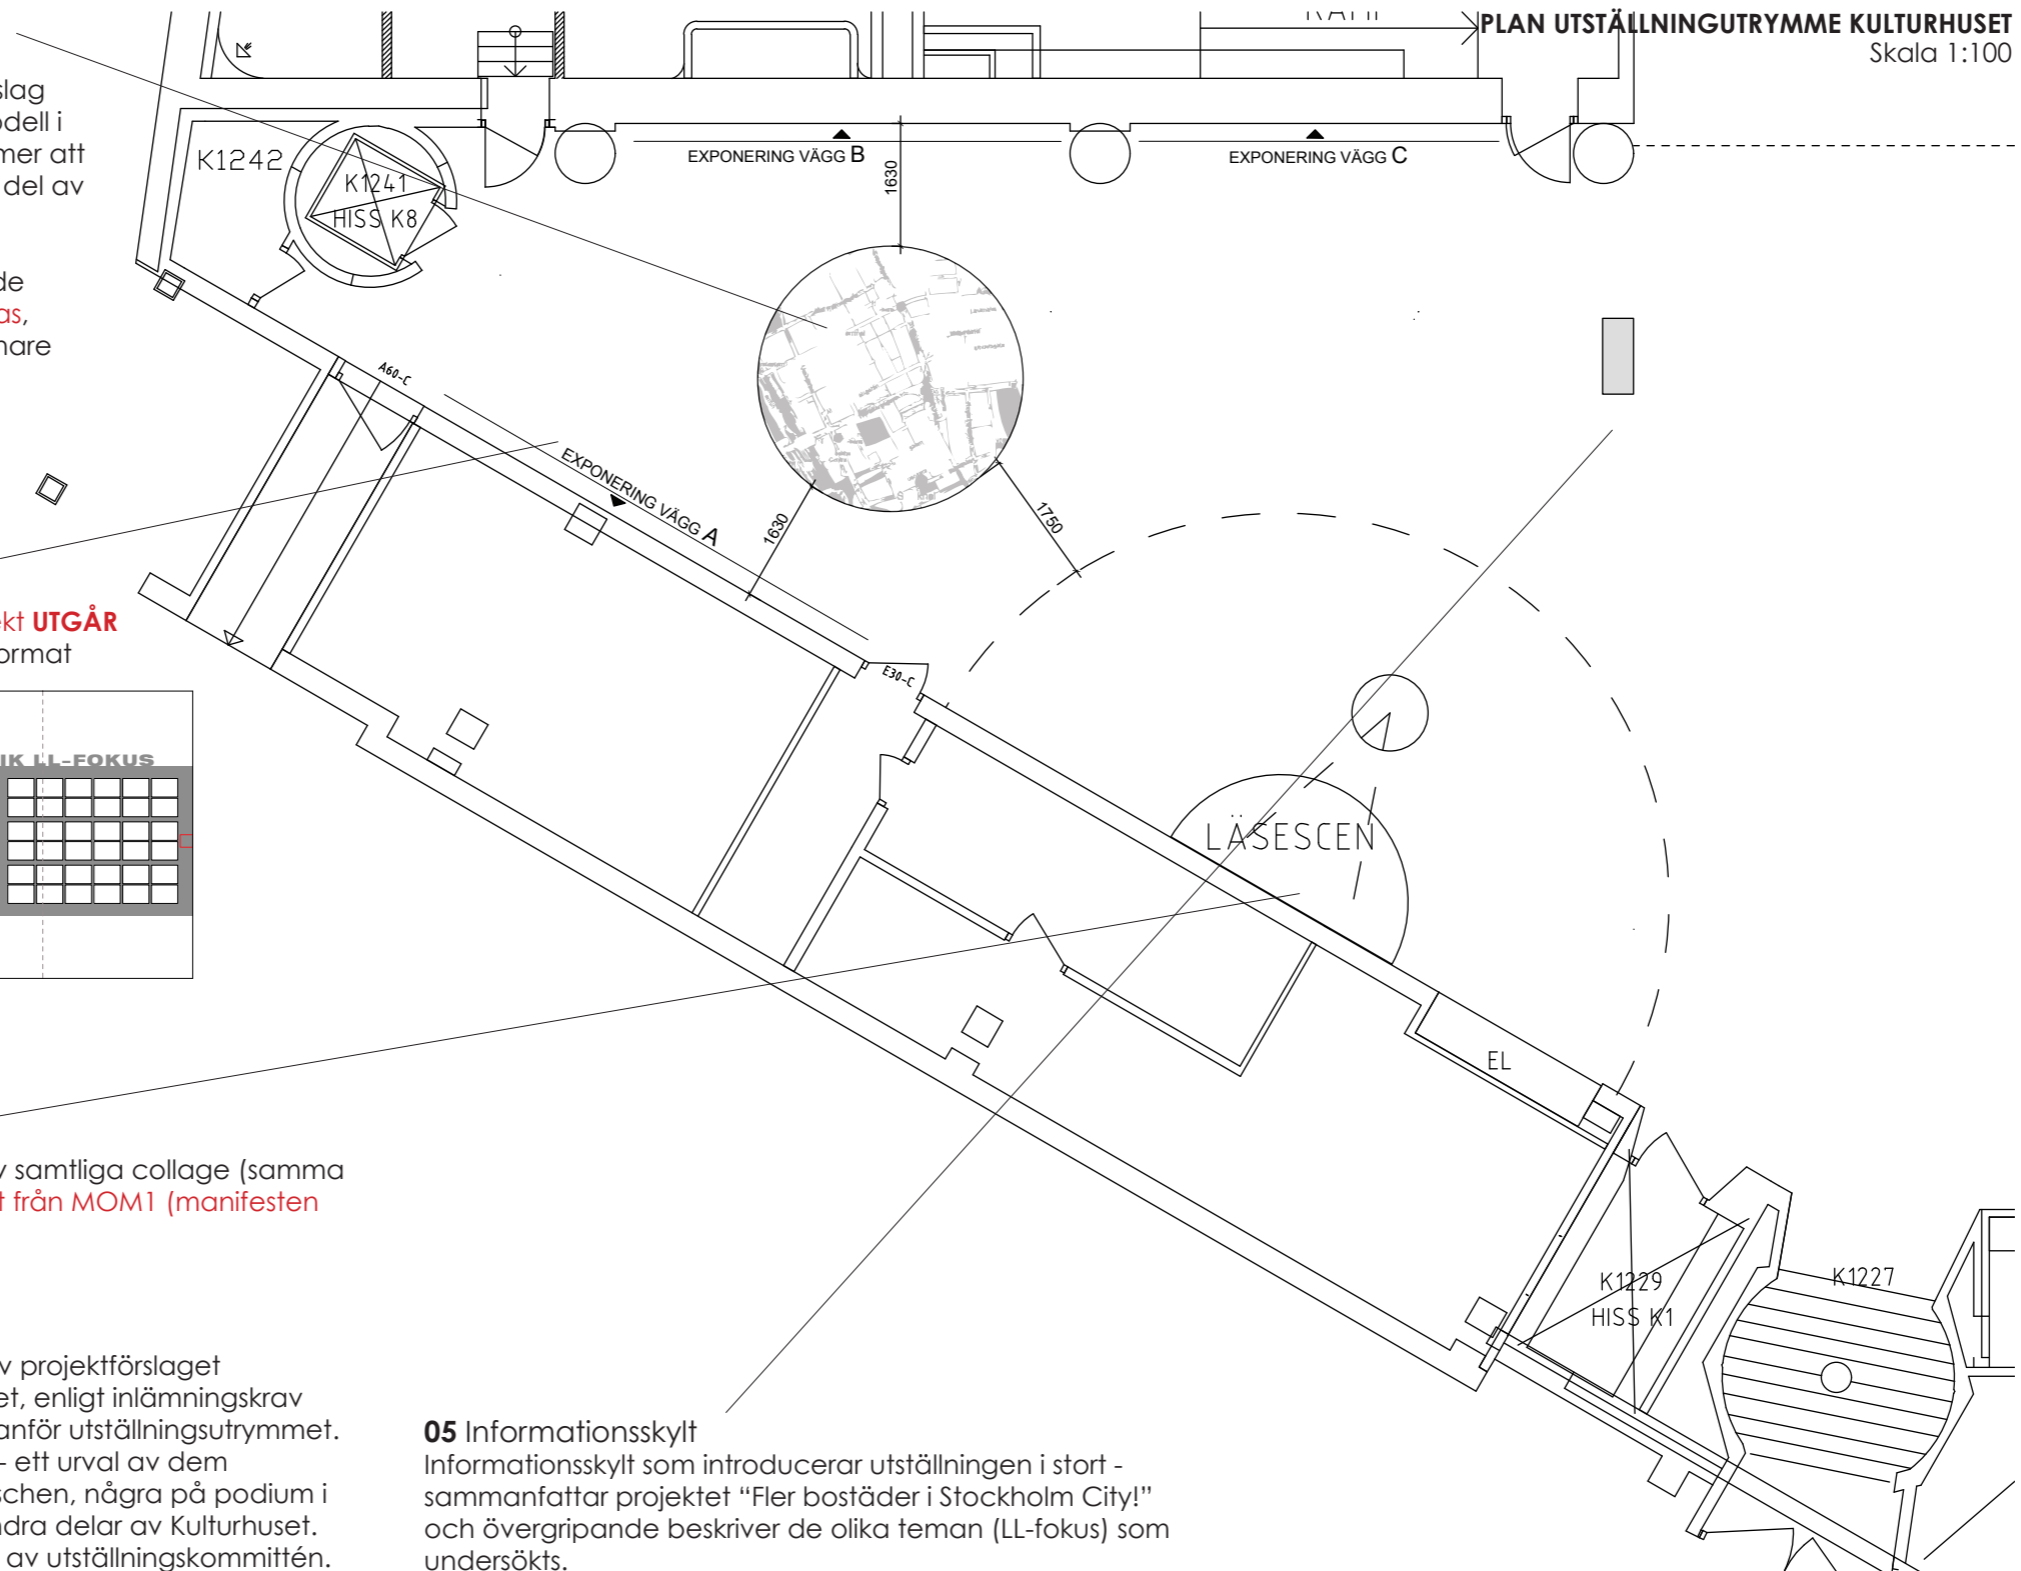 PLAN UTSTÄLLNINGUTRYMME KULTURHUSET
Skala 1:100
K1242
K1241
HISS K8
EXPONERING VÄGG B
EXPONERING VÄGG C
1630
slag
odell i
mer att
del av
de
as,
nare
A60-C
EXPONERING VÄGG A
1630
1750
ekt UTGÅR
ormat
IK LL-FOKUS
E30-C
LÄSESCEN
EL
K1229
HISS K1
K1227
v samtliga collage (samma
t från MOM1 (manifesten
v projektförslaget
et, enligt inlämningskrav
anför utställningsutrymmet.
- ett urval av dem
schen, några på podium i
ndra delar av Kulturhuset.
av utställningskommittén.
05 Informationsskylt
Informationsskylt som introducerar utställningen i stort -
sammanfattar projektet “Fler bostäder i Stockholm City!”
och övergripande beskriver de olika teman (LL-fokus) som
undersökts.